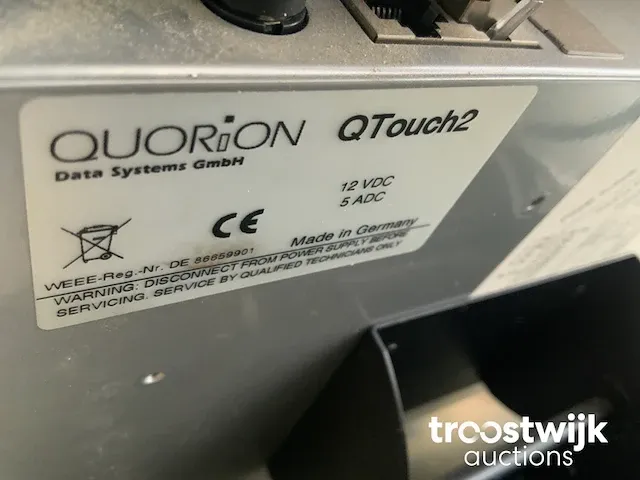 QUORiON
Data Systems GmbH
QTouch2
12 VDC
5 ADC
CE
Made in Germany
WEEE-Reg.-Nr. DE 86659901
WARNING: DISCONNECT FROM POWER SUPPLY BEFORE
SERVICING. SERVICE BY QUALIFIED TECHNICIANS ONLY
troostwijk
auctions